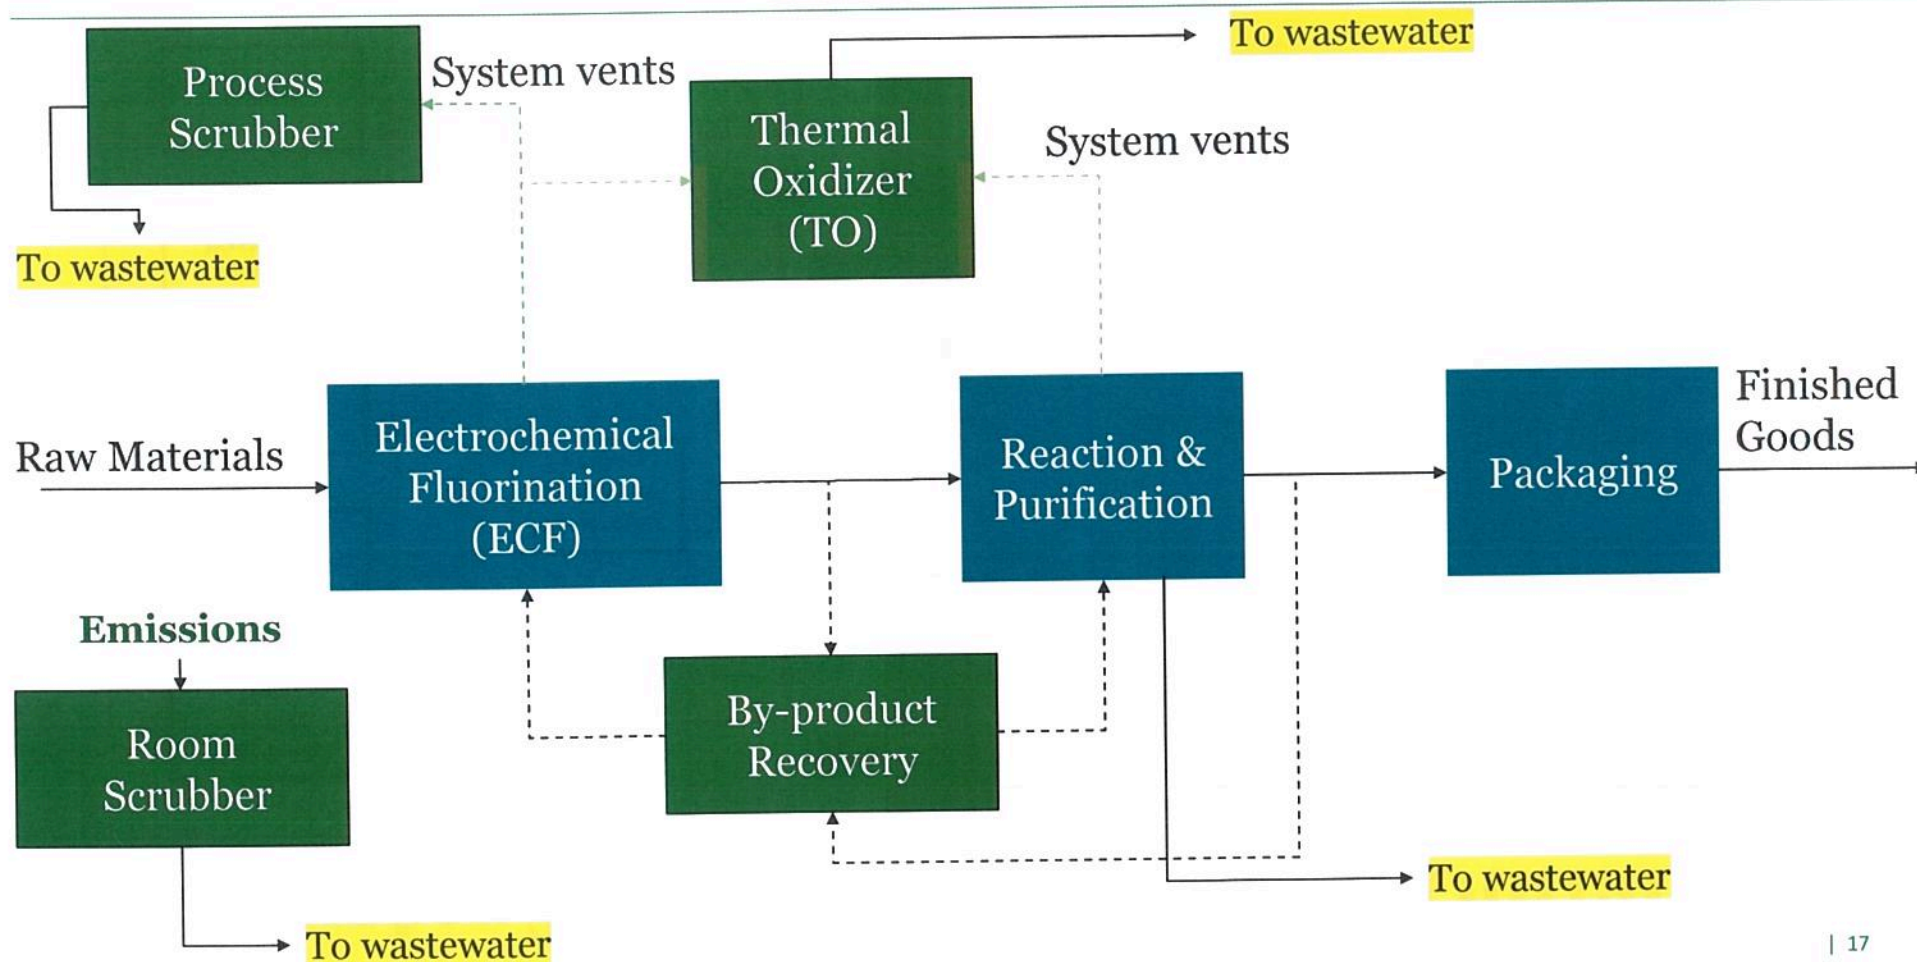 To wastewater
Process
Scrubber
System vents
Thermal
Oxidizer
(TO)
System vents
To wastewater
Finished
Goods
Raw Materials
Electrochemical
Fluorination
(ECF)
Reaction &
Purification
Packaging
Emissions
By-product
Recovery
Room
Scrubber
To wastewater
To wastewater
| 17